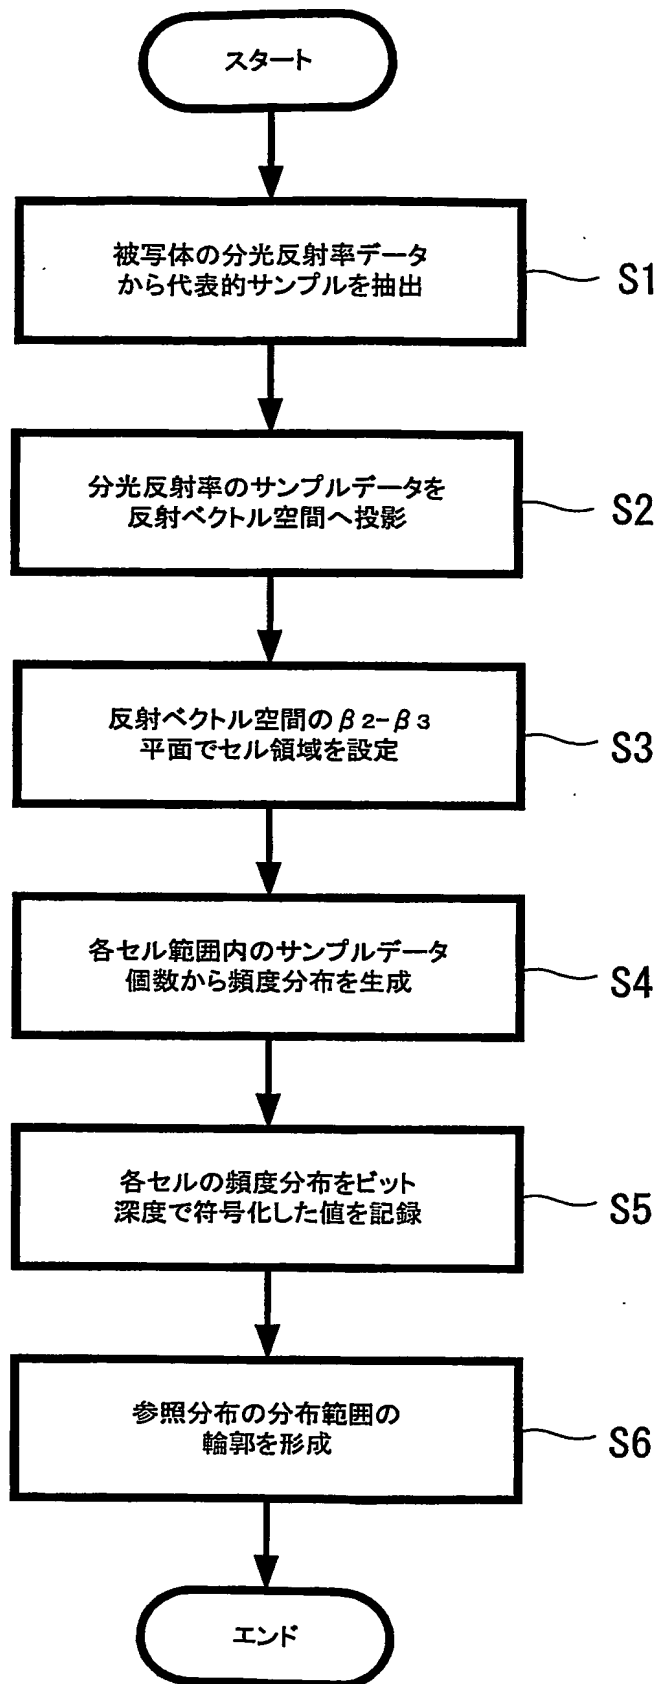 スタート
被写体の分光反射率データ
から代表的サンプルを抽出
S1
分光反射率のサンプルデータを
反射ベクトル空間へ投影
S2
反射ベクトル空間のβ2-β3
平面でセル領域を設定
S3
各セル範囲内のサンプルデータ
個数から頻度分布を生成
S4
各セルの頻度分布をビット
深度で符号化した値を記録
S5
参照分布の分布範囲の
輪郭を形成
S6
エンド